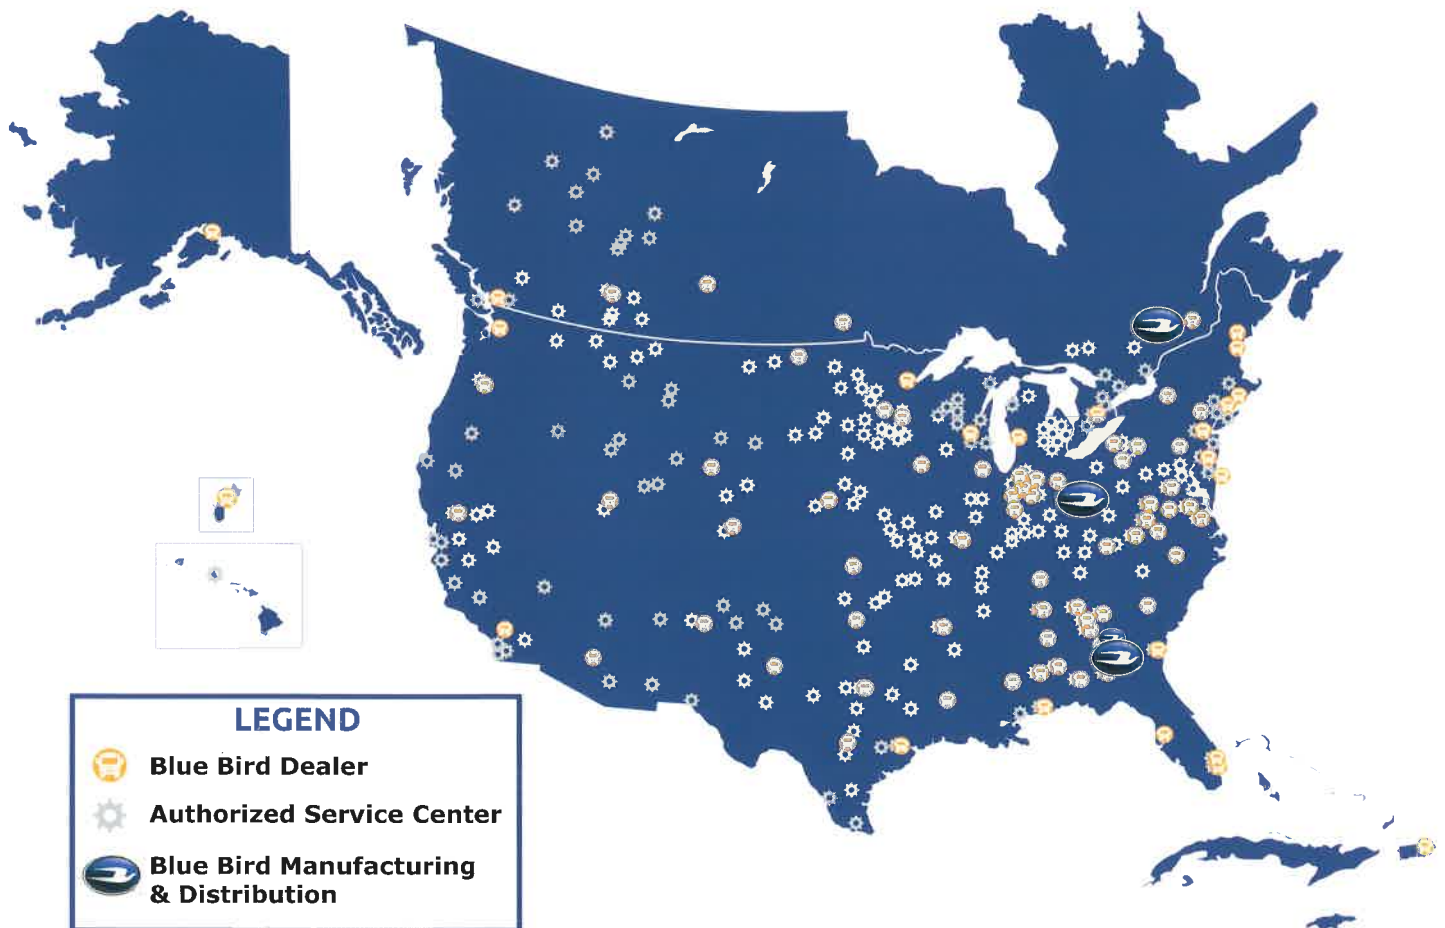 LEGEND
Blue Bird Dealer
Authorized Service Center
Blue Bird Manufacturing
& Distribution